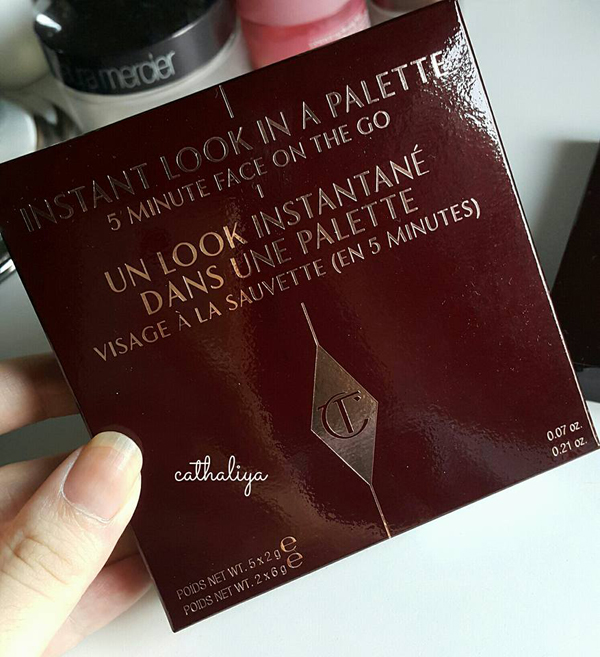 aura mercier
INSTANT LOOK IN A PALETTE
5 MINUTE FACE ON THE GO
UN LOOK INSTANTANÉ
DANS UNE PALETTE
VISAGE À LA SAUVETTE (EN 5 MINUTES)
CT
cathaliya
0.07 oz.
0.21 oz.
POIDS NET WT. 5 x 2 g e
POIDS NET WT. 2 x 6 g e